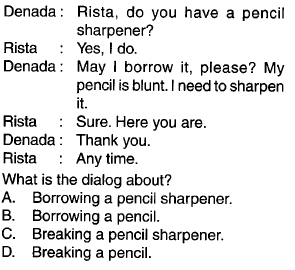 Denada : Rista, do you have a pencil
sharpener?
Rista : Yes, I do.
Denada : May I borrow it, please? My
pencil is blunt. I need to sharpen
it.
Rista : Sure. Here you are.
Denada : Thank you.
Rista : Any time.
What is the dialog about?
A. Borrowing a pencil sharpener.
B. Borrowing a pencil.
C. Breaking a pencil sharpener.
D. Breaking a pencil.